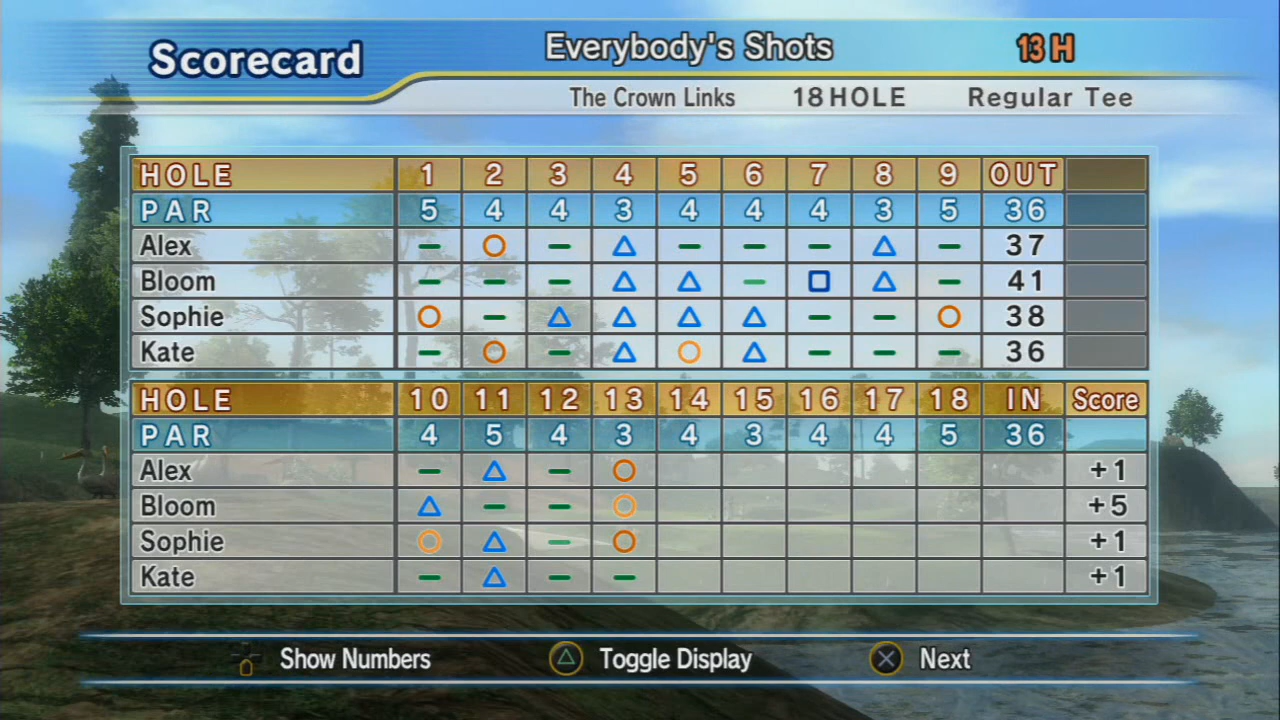 Scorecard
Everybody's Shots
13 H
The Crown Links 18 HOLE Regular Tee
HOLE 1 2 3 4 5 6 7 8 9 OUT
PAR 5 4 4 3 4 4 4 3 5 36
Alex – ○ – △ – – – △ – 37
Bloom – – – △ △ – □ △ – 41
Sophie ○ – △ △ △ △ – – ○ 38
Kate – ○ – △ ○ △ – – – 36
HOLE 10 11 12 13 14 15 16 17 18 IN Score
PAR 4 5 4 3 4 3 4 4 5 36
Alex – △ – ○ +1
Bloom △ – – ○ +5
Sophie ◎ △ – ○ +1
Kate – △ – – +1
Show Numbers Toggle Display Next